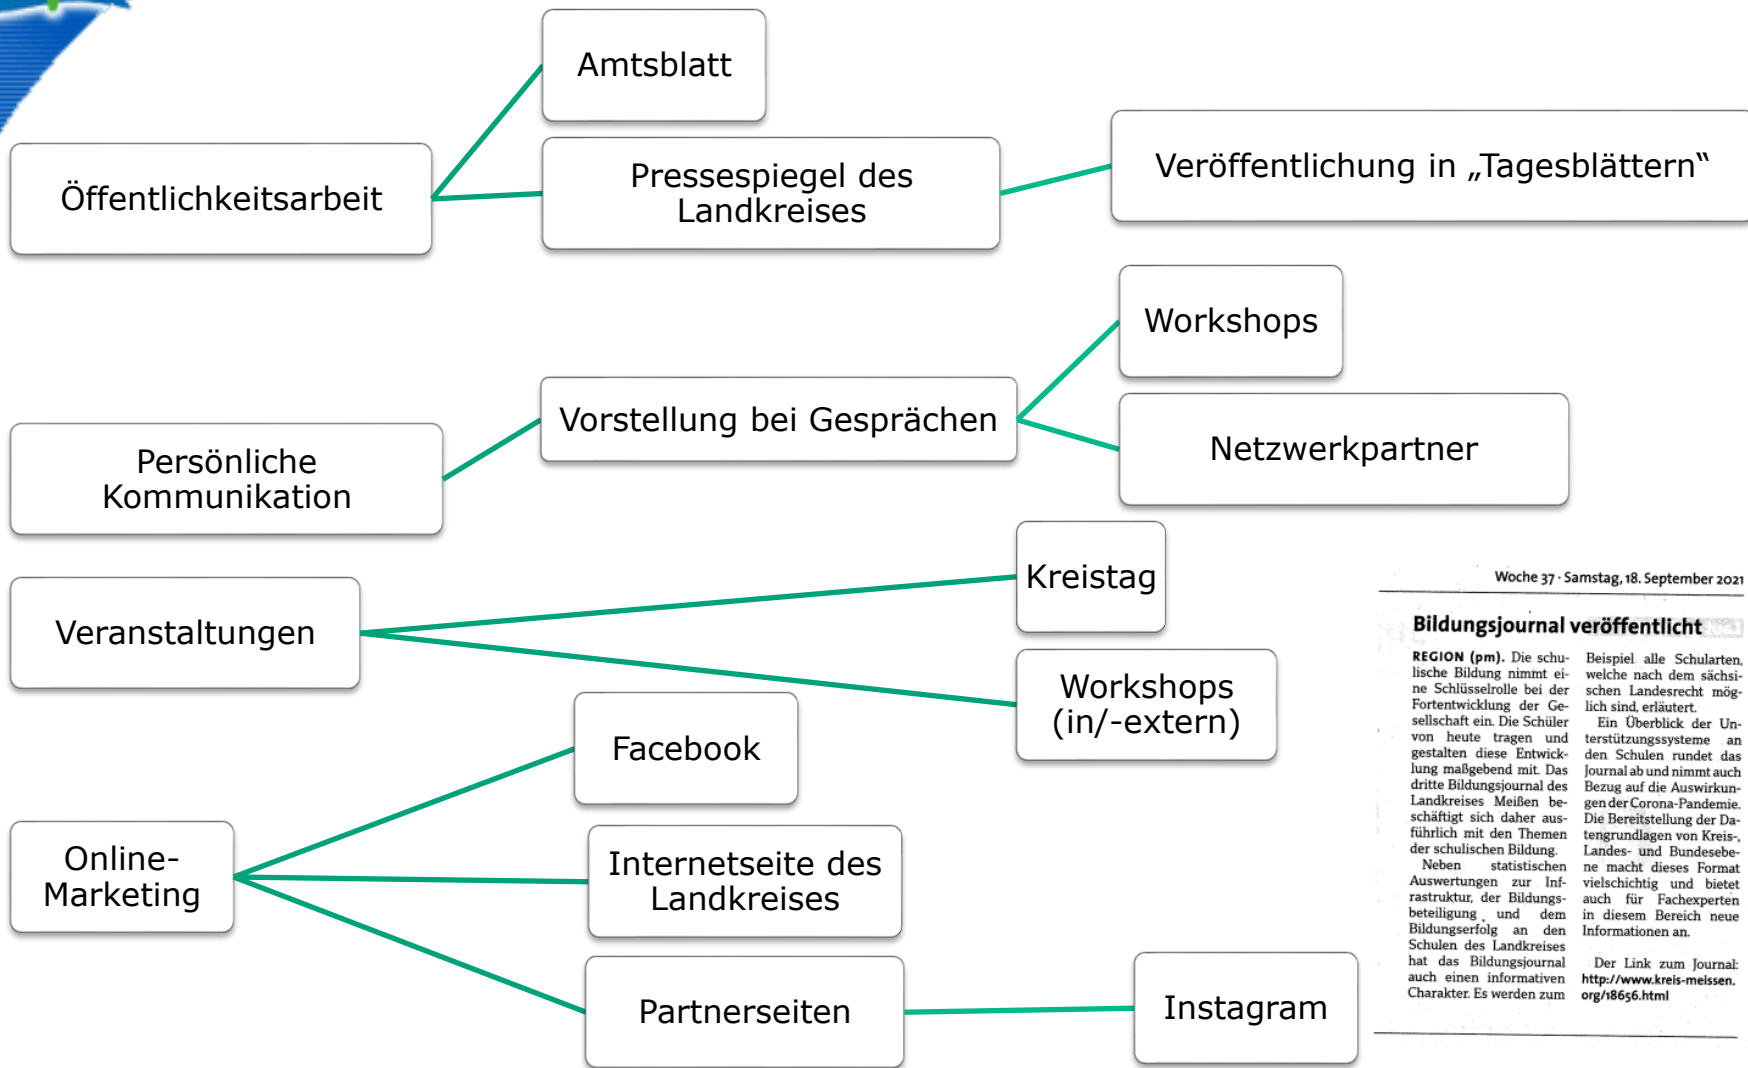 Amtsblatt
Öffentlichkeitsarbeit
Pressespiegel des
Landkreises
Veröffentlichung in „Tagesblättern“
Persönliche
Kommunikation
Vorstellung bei Gesprächen
Workshops
Netzwerkpartner
Veranstaltungen
Kreistag
Workshops
(in/-extern)
Online-
Marketing
Facebook
Internetseite des
Landkreises
Partnerseiten
Instagram
Woche 37 · Samstag, 18. September 2021
Bildungsjournal veröffentlicht
REGION (pm). Die schu-
lische Bildung nimmt ei-
ne Schlüsselrolle bei der
Fortentwicklung der Ge-
sellschaft ein. Die Schüler
von heute tragen und
gestalten diese Entwick-
lung maßgebend mit. Das
dritte Bildungsjournal des
Landkreises Meißen be-
schäftigt sich daher aus-
führlich mit den Themen
der schulischen Bildung.
Neben statistischen
Auswertungen zur Inf-
rastruktur, der Bildungs-
beteiligung und dem
Bildungserfolg an den
Schulen des Landkreises
hat das Bildungsjournal
auch einen informativen
Charakter. Es werden zum
Beispiel alle Schularten,
welche nach dem sächsi-
schen Landesrecht mög-
lich sind, erläutert.
Ein Überblick der Un-
terstützungssysteme an
den Schulen rundet das
Journal ab und nimmt auch
Bezug auf die Auswirkun-
gen der Corona-Pandemie.
Die Bereitstellung der Da-
tengrundlagen von Kreis-,
Landes- und Bundesebe-
ne macht dieses Format
vielschichtig und bietet
auch für Fachexperten
in diesem Bereich neue
Informationen an.
Der Link zum Journal:
http://www.kreis-meissen.
org/18656.html